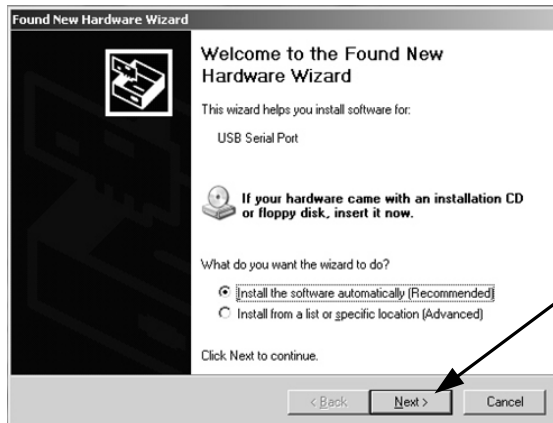 Found New Hardware Wizard
Welcome to the Found New
Hardware Wizard
This wizard helps you install software for:
USB Serial Port
If your hardware came with an installation CD
or floppy disk, insert it now.
What do you want the wizard to do?
Install the software automatically (Recommended)
Install from a list or specific location (Advanced)
Click Next to continue.
< Back
Next >
Cancel